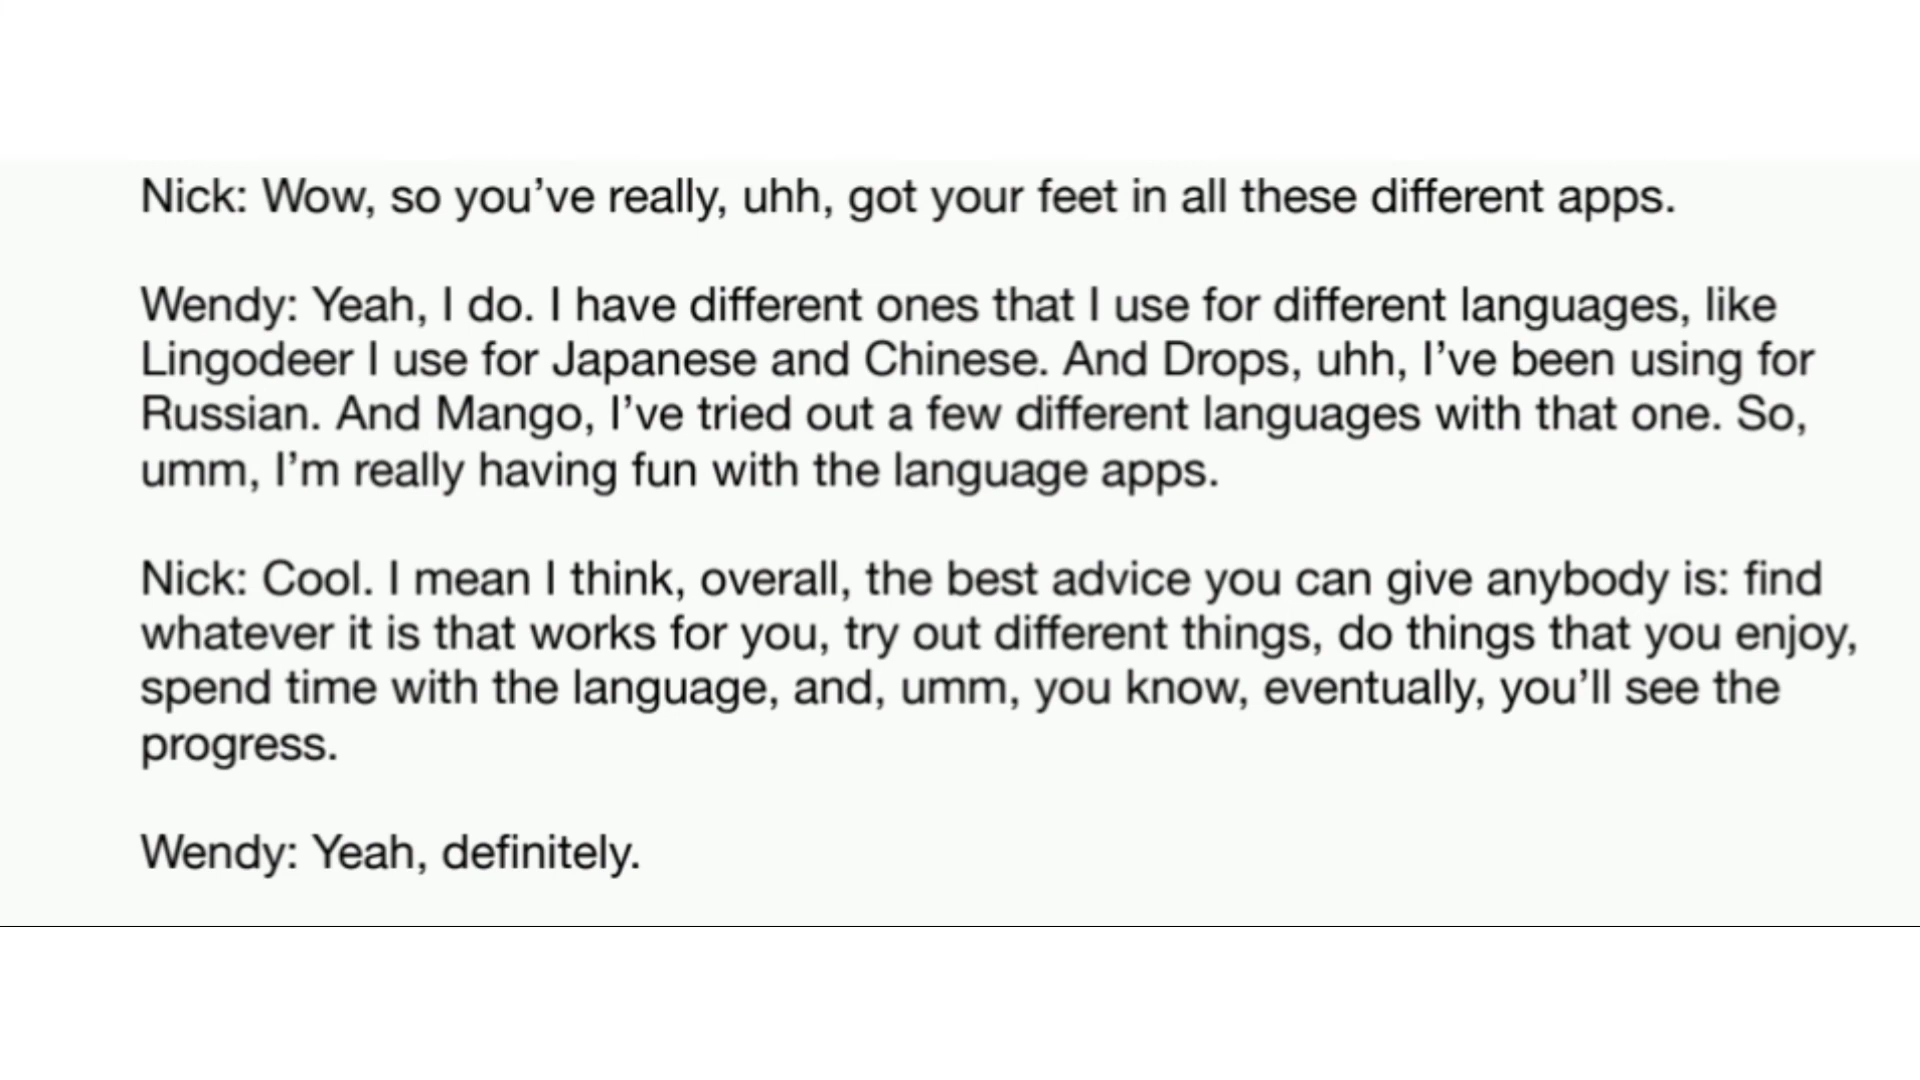 Nick: Wow, so you’ve really, uhh, got your feet in all these different apps.
Wendy: Yeah, I do. I have different ones that I use for different languages, like
Lingodeer I use for Japanese and Chinese. And Drops, uhh, I’ve been using for
Russian. And Mango, I’ve tried out a few different languages with that one. So,
umm, I’m really having fun with the language apps.
Nick: Cool. I mean I think, overall, the best advice you can give anybody is: find
whatever it is that works for you, try out different things, do things that you enjoy,
spend time with the language, and, umm, you know, eventually, you’ll see the
progress.
Wendy: Yeah, definitely.